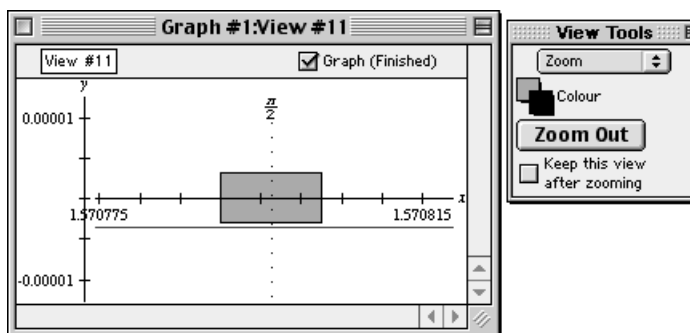 Graph #1:View #11
View #11
Graph (Finished)
y
0.00001
π
2
1.570775
1.570815
x
-0.00001
View Tools
Zoom
Colour
Zoom Out
Keep this view
after zooming